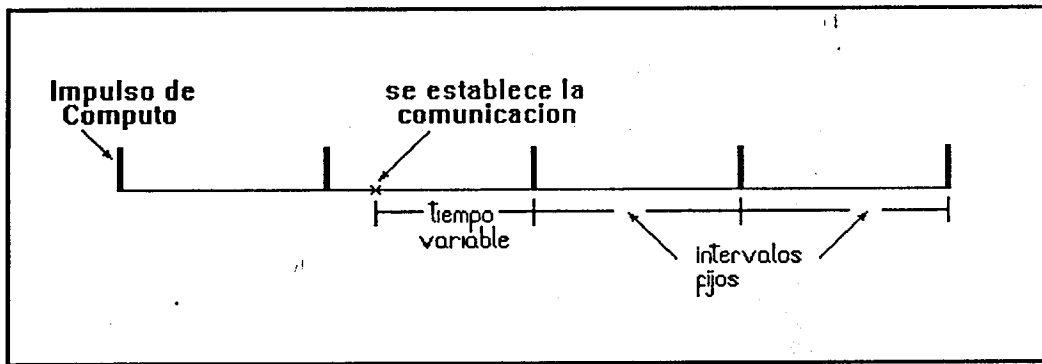 Impulso de
Computo
se establece la
comunicacion
tiempo
variable
intervalos
fijos